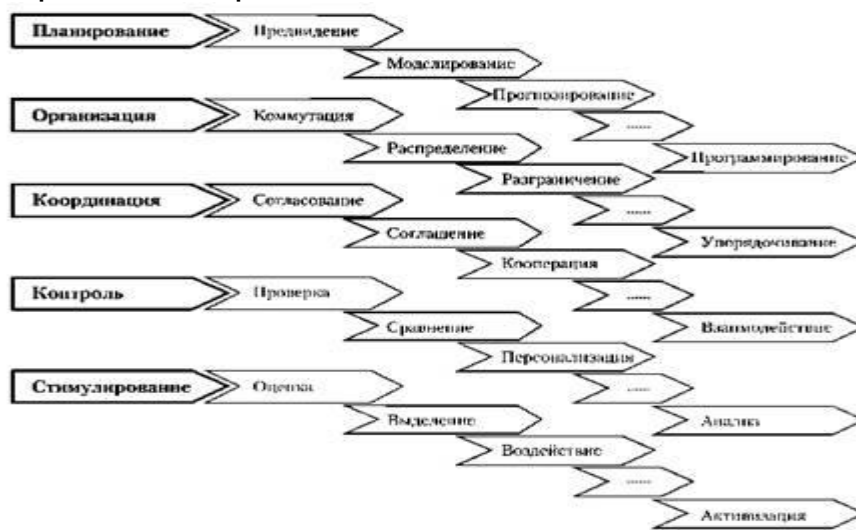 Планирование Предвидение
Моделирование
Прогнозирование
......
Программирование
Организация Коммутация
Распределение
Разграничение
......
Упорядочивание
Координация Согласование
Соглашение
Кооперация
......
Взаимодействие
Контроль Проверка
Сравнение
Персонализация
......
Анализ
Стимулирование Оценка
Выделение
Воздействие
......
Активизация